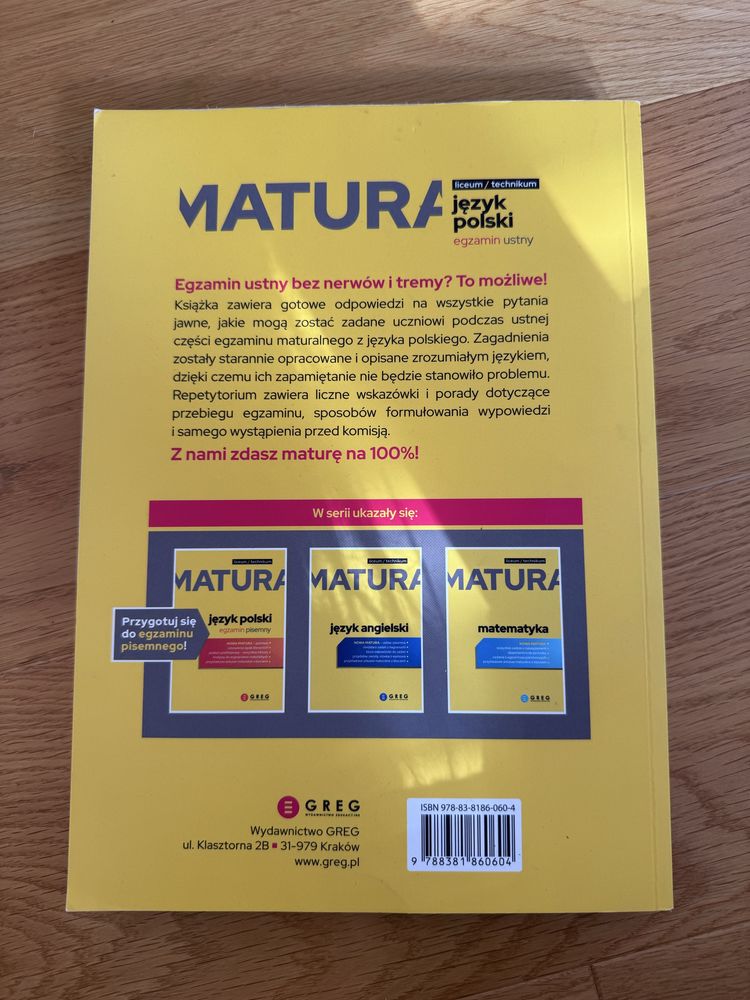 MATURA
liceum / technikum
język
polski
egzamin ustny
Egzamin ustny bez nerwów i tremy? To możliwe!
Książka zawiera gotowe odpowiedzi na wszystkie pytania
jawne, jakie mogą zostać zadane uczniowi podczas ustnej
części egzaminu maturalnego z języka polskiego. Zagadnienia
zostały starannie opracowane i opisane zrozumiałym językiem,
dzięki czemu ich zapamiętanie nie będzie stanowiło problemu.
Repetytorium zawiera liczne wskazówki i porady dotyczące
przebiegu egzaminu, sposobów formułowania wypowiedzi
i samego wystąpienia przed komisją.
Z nami zdasz maturę na 100%!
W serii ukazały się:
liceum / technikum
MATURA
język polski
egzamin pisemny
Przygotuj się
do egzaminu
pisemnego!
GREG
liceum / technikum
MATURA
język angielski
GREG
liceum / technikum
MATURA
matematyka
GREG
GREG
WYDAWNICTWO EDUKACYJNE
Wydawnictwo GREG
ul. Klasztorna 2B ▪ 31-979 Kraków
www.greg.pl
ISBN 978-83-8186-060-4
9 788381 860604